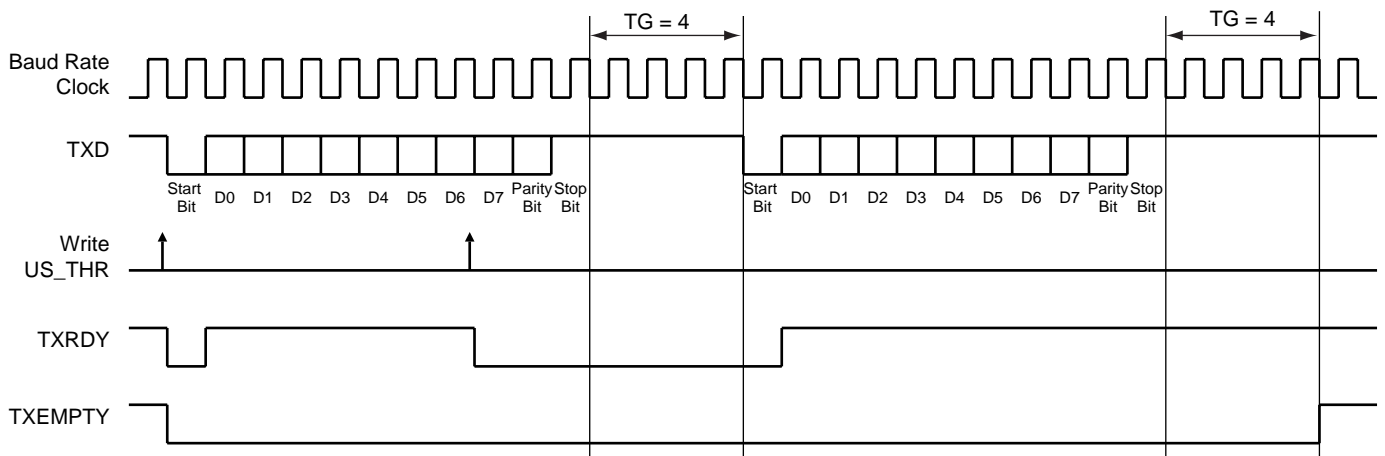 TG = 4
TG = 4
Baud Rate
Clock
TXD
Start
Bit
D0
D1
D2
D3
D4
D5
D6
D7
Parity
Bit
Stop
Bit
Start
Bit
D0
D1
D2
D3
D4
D5
D6
D7
Parity
Bit
Stop
Bit
Write
US_THR
TXRDY
TXEMPTY